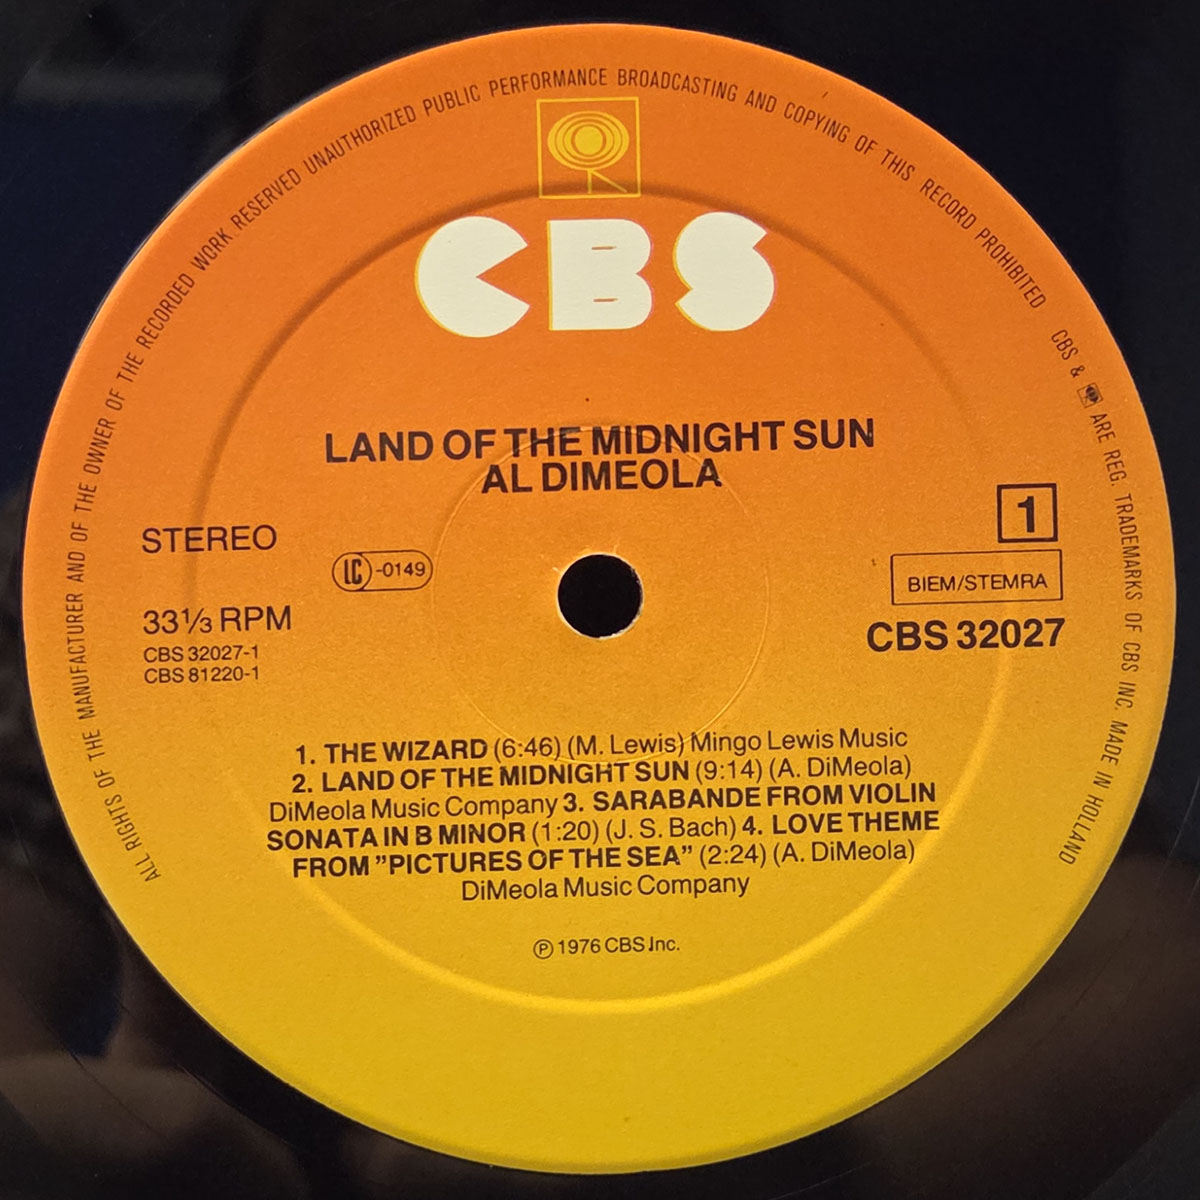 ALL RIGHTS OF THE MANUFACTURER AND OF THE OWNER OF THE RECORDED WORK RESERVED UNAUTHORIZED PUBLIC PERFORMANCE BROADCASTING AND COPYING OF THIS RECORD PROHIBITED CBS & ARE REG. TRADEMARKS OF CBS INC. MADE IN HOLLAND
CBS
LAND OF THE MIDNIGHT SUN
AL DIMEOLA
STEREO
LC -0149
33⅓ RPM
CBS 32027-1
CBS 81220-1
1
BIEM/STEMRA
CBS 32027
1. THE WIZARD (6:46) (M. Lewis) Mingo Lewis Music
2. LAND OF THE MIDNIGHT SUN (9:14) (A. DiMeola)
DiMeola Music Company 3. SARABANDE FROM VIOLIN
SONATA IN B MINOR (1:20) (J. S. Bach) 4. LOVE THEME
FROM ”PICTURES OF THE SEA” (2:24) (A. DiMeola)
DiMeola Music Company
℗ 1976 CBS Inc.